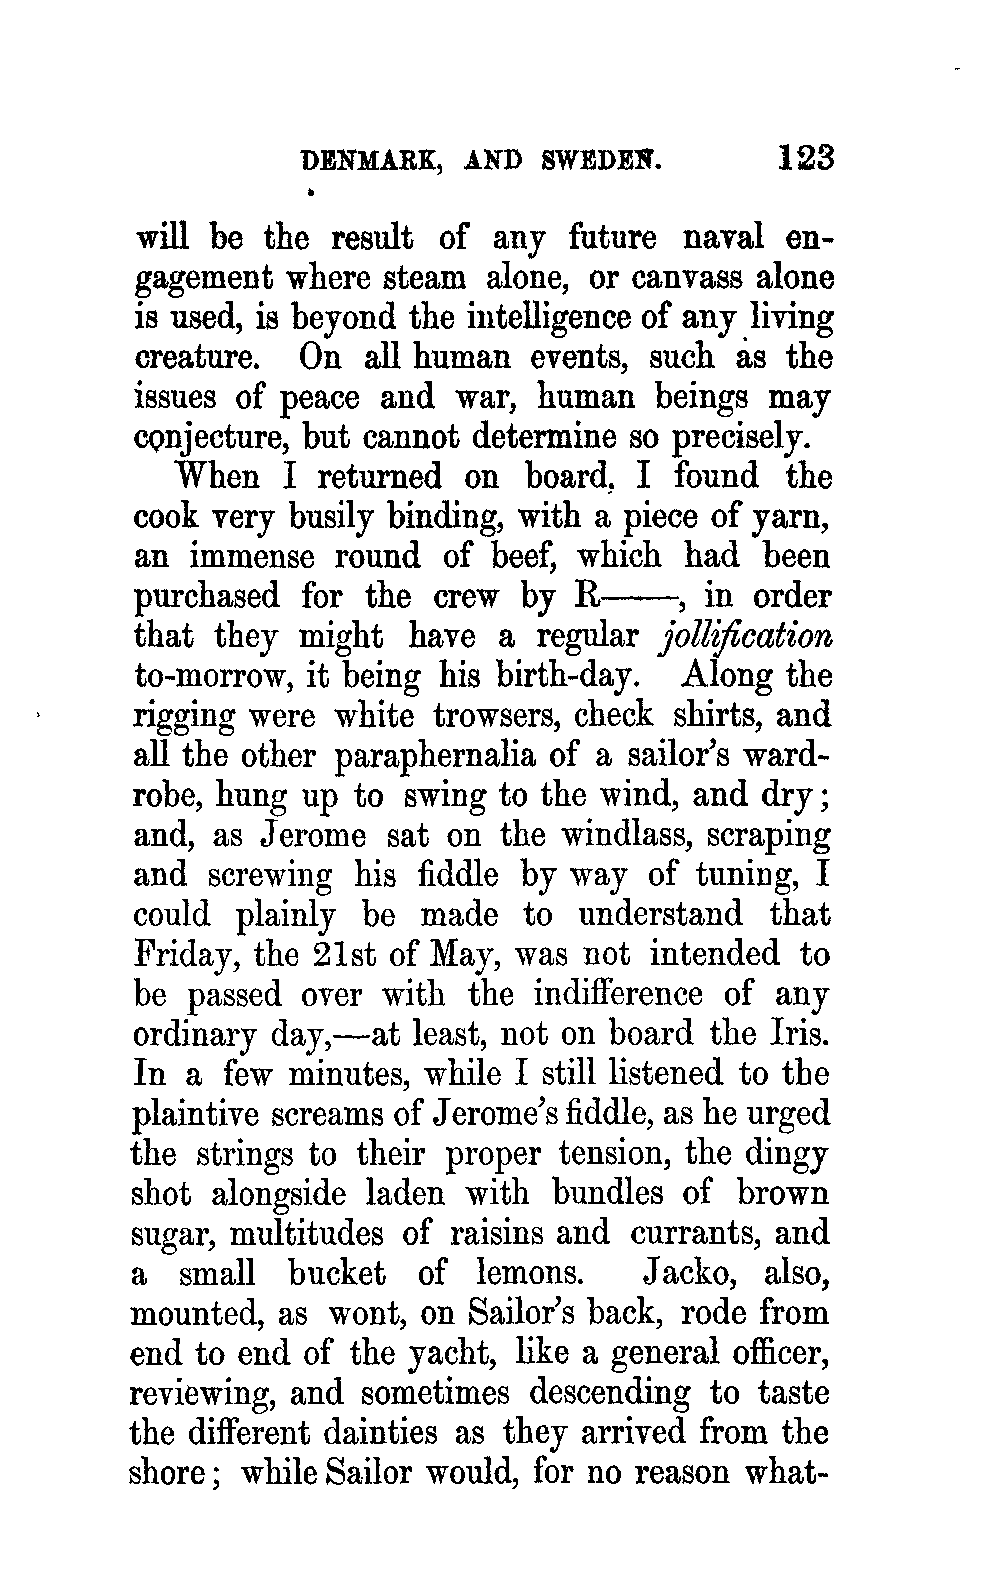 DENMARK, AND SWEDEN. 123
will be the result of any future naval en-
gagement where steam alone, or canvass alone
is used, is beyond the intelligence of any living
creature. On all human events, such as the
issues of peace and war, human beings may
conjecture, but cannot determine so precisely.
When I returned on board, I found the
cook very busily binding, with a piece of yarn,
an immense round of beef, which had been
purchased for the crew by R——, in order
that they might have a regular jollification
to-morrow, it being his birth-day. Along the
rigging were white trowsers, check shirts, and
all the other paraphernalia of a sailor's ward-
robe, hung up to swing to the wind, and dry;
and, as Jerome sat on the windlass, scraping
and screwing his fiddle by way of tuning, I
could plainly be made to understand that
Friday, the 21st of May, was not intended to
be passed over with the indifference of any
ordinary day,—at least, not on board the Iris.
In a few minutes, while I still listened to the
plaintive screams of Jerome's fiddle, as he urged
the strings to their proper tension, the dingy
shot alongside laden with bundles of brown
sugar, multitudes of raisins and currants, and
a small bucket of lemons. Jacko, also,
mounted, as wont, on Sailor's back, rode from
end to end of the yacht, like a general officer,
reviewing, and sometimes descending to taste
the different dainties as they arrived from the
shore; while Sailor would, for no reason what-